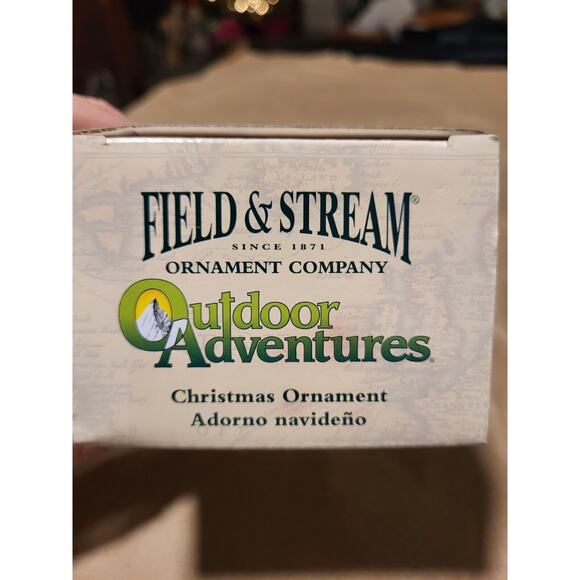 FIELD & STREAM®
SINCE 1871
ORNAMENT COMPANY
Outdoor
Adventures®
Christmas Ornament
Adorno navideño